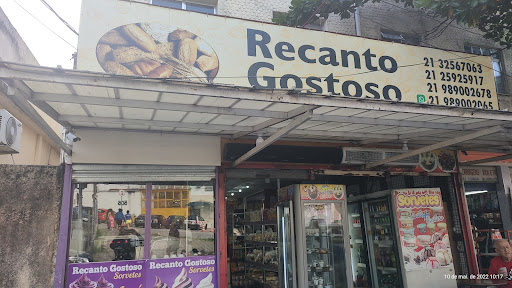 Recanto
Gostoso
21 32567063
21 25925917
21 989002678
21 989002065
SORVETES
Recanto Gostoso
Sorvetes
Recanto Gostoso
Sorvetes
10 de mai. de 2022 10:17